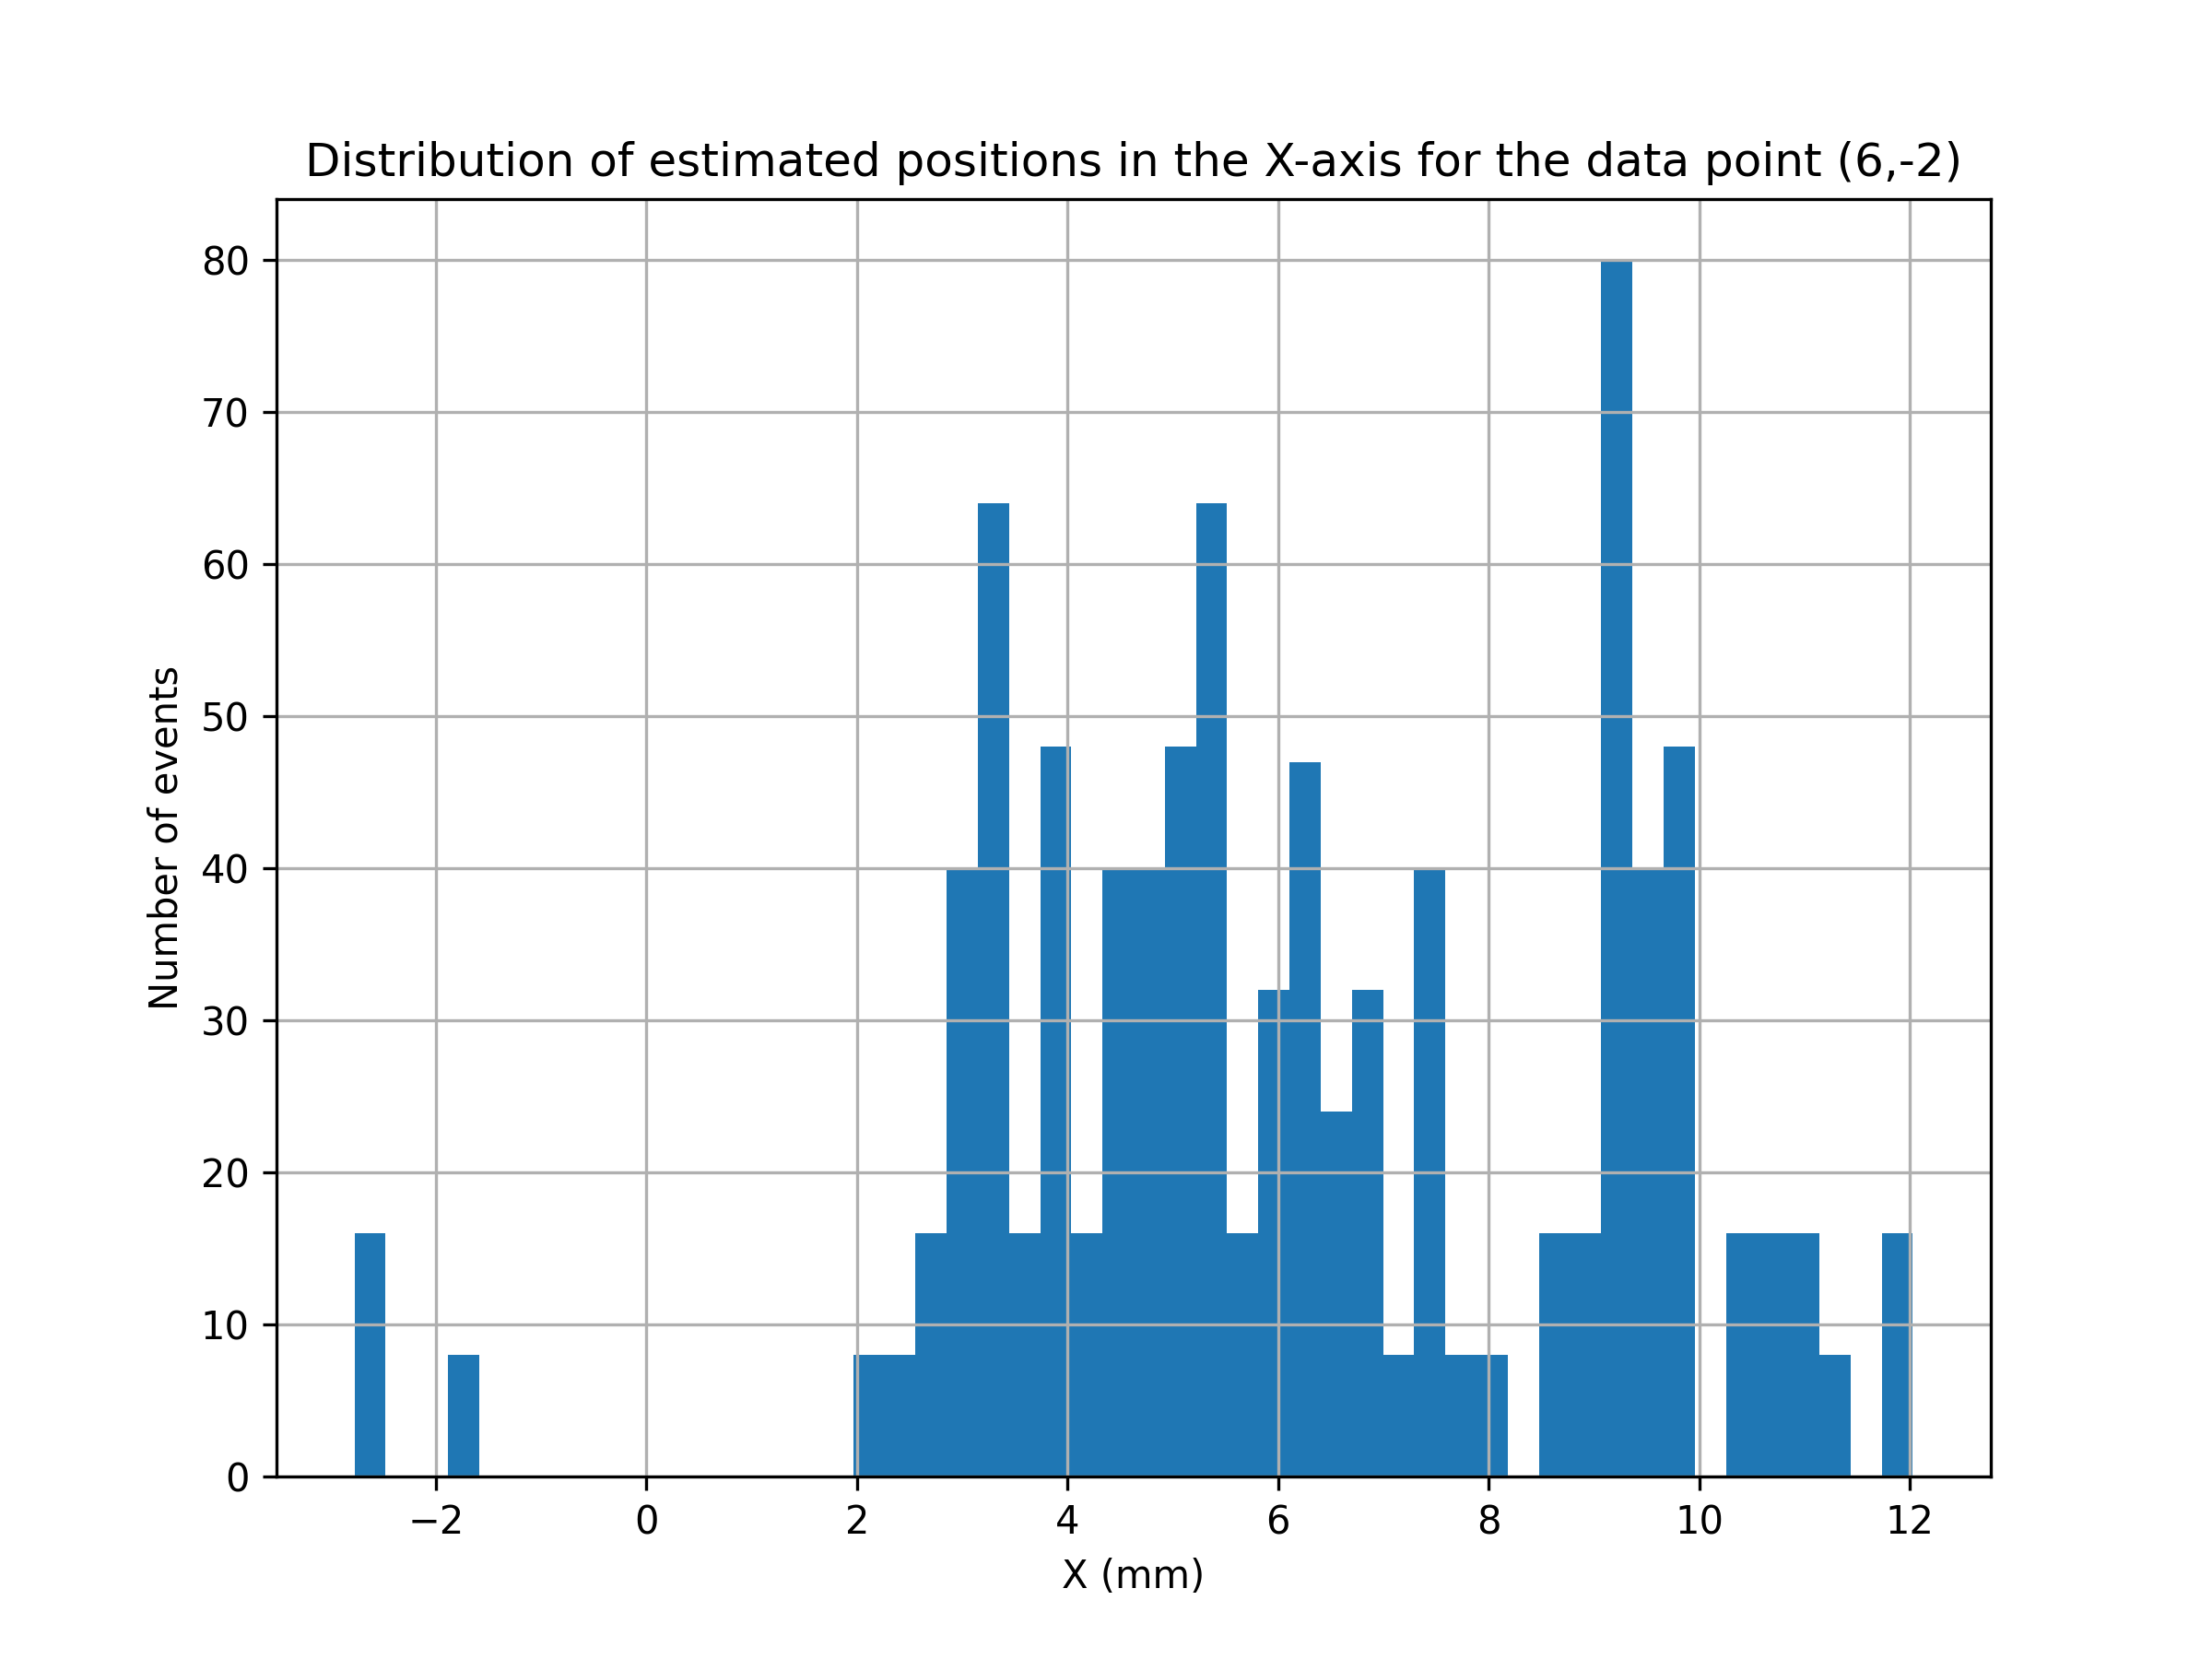 Distribution of estimated positions in the X-axis for the data point (6,-2)
80
70
60
50
40
30
20
10
0
Number of events
−2 0 2 4 6 8 10 12
X (mm)